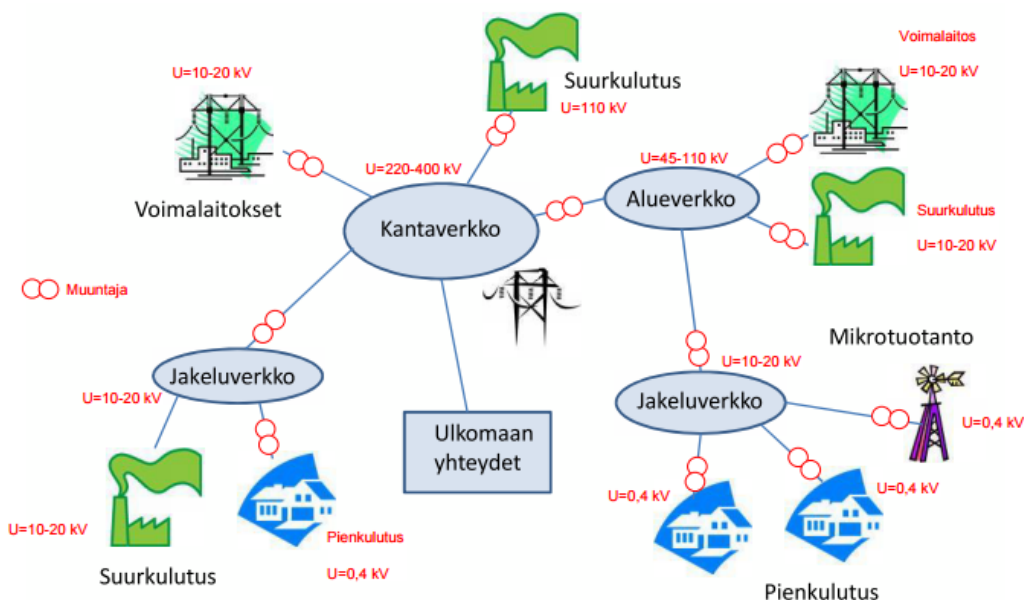 Voimalaitos
U=10-20 kV
U=10-20 kV
Suurkulutus
U=110 kV
U=220-400 kV
U=45-110 kV
Voimalaitokset
Kantaverkko
Alueverkko
Suurkulutus
U=10-20 kV
Muuntaja
Mikrotuotanto
Jakeluverkko
U=10-20 kV
U=10-20 kV
Jakeluverkko
U=0,4 kV
Ulkomaan
yhteydet
U=0,4 kV
U=0,4 kV
U=10-20 kV
Pienkulutus
U=0,4 kV
Suurkulutus
Pienkulutus